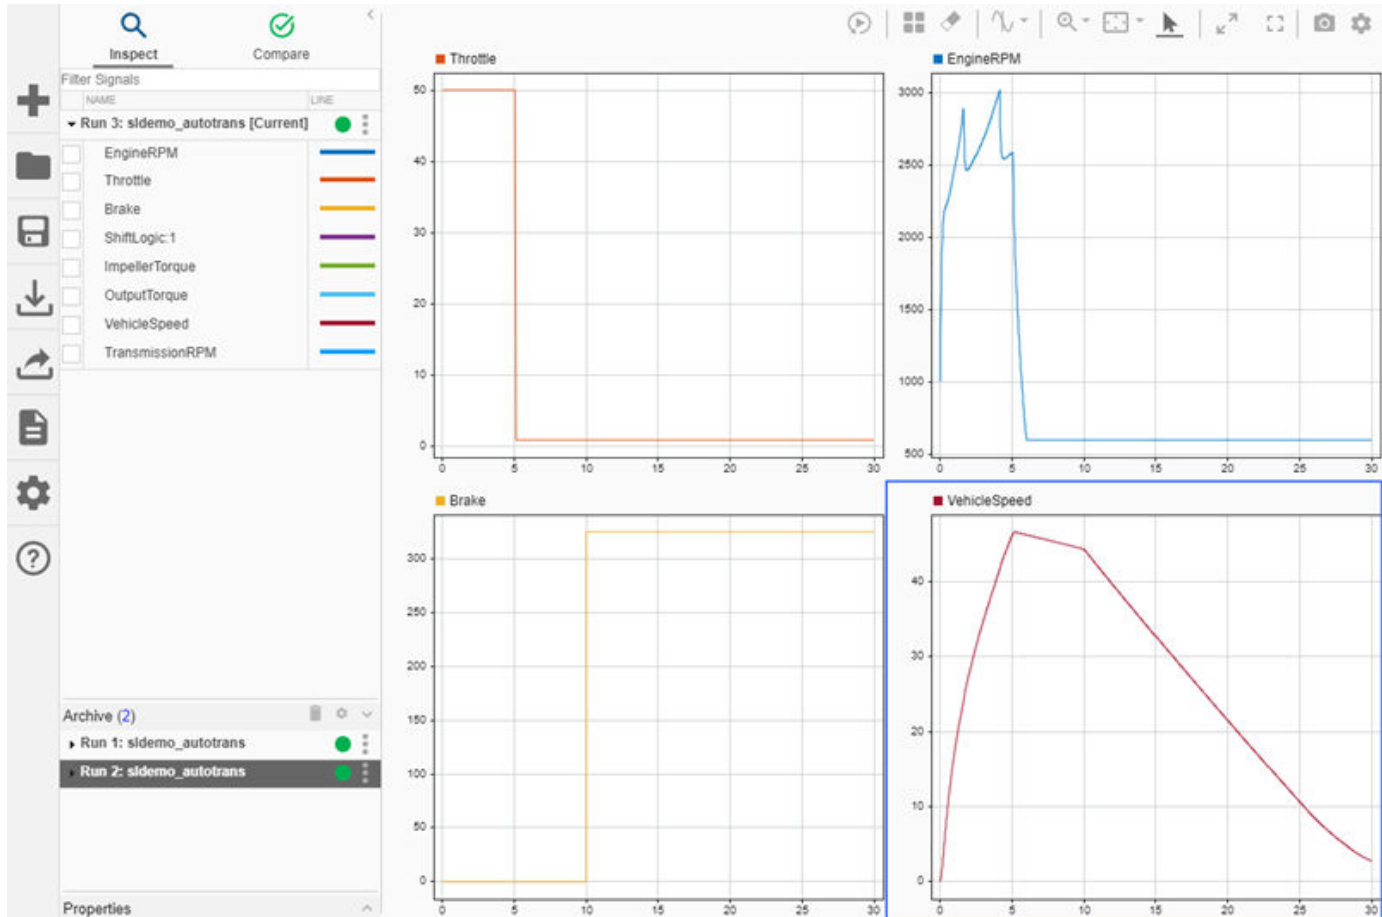 Inspect
Compare
Filter Signals
NAME
LINE
Run 3: sldemo_autotrans [Current]
EngineRPM
Throttle
Brake
ShiftLogic:1
ImpellerTorque
OutputTorque
VehicleSpeed
TransmissionRPM
Archive (2)
Run 1: sldemo_autotrans
Run 2: sldemo_autotrans
Properties
Throttle
50
40
30
20
10
0
0 5 10 15 20 25 30
EngineRPM
3000
2500
2000
1500
1000
500
0 5 10 15 20 25 30
Brake
300
250
200
150
100
50
0
0 5 10 15 20 25 30
VehicleSpeed
40
30
20
10
0
0 5 10 15 20 25 30